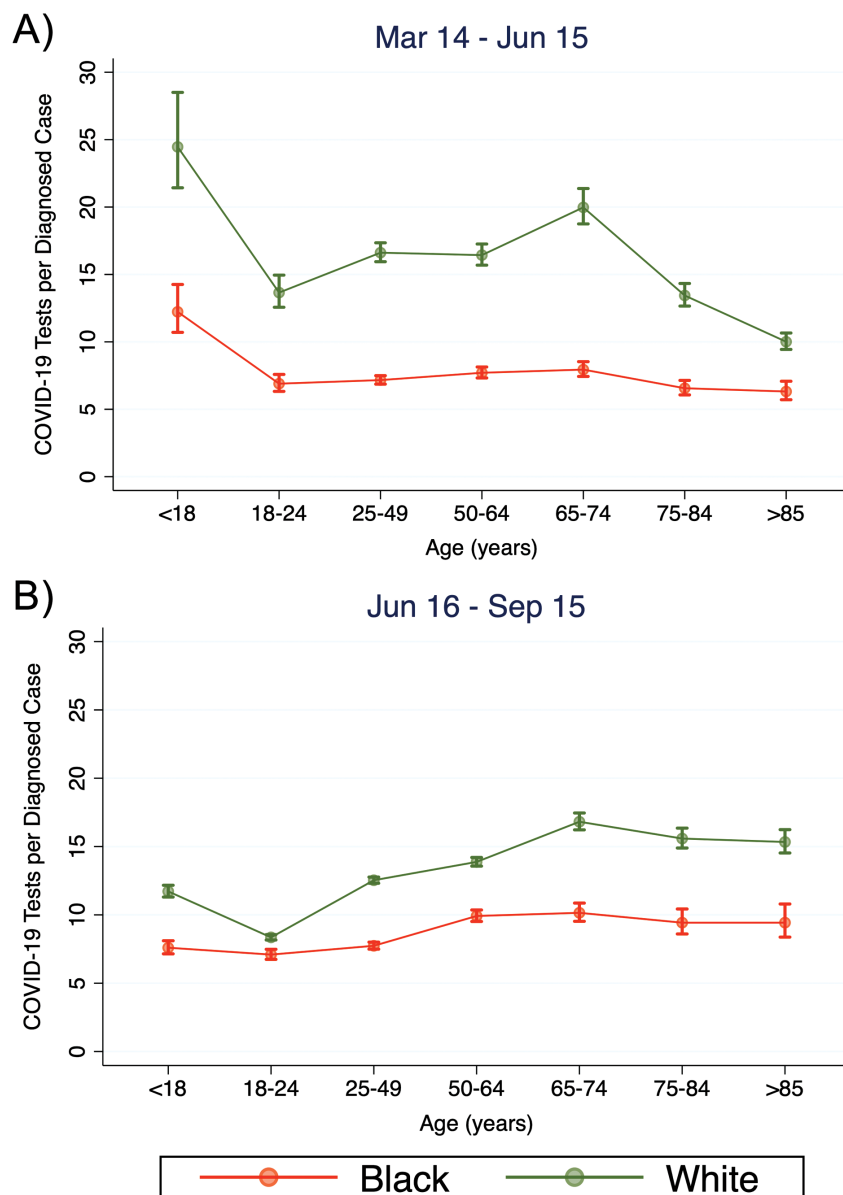 A)
Mar 14 - Jun 15
COVID-19 Tests per Diagnosed Case
30
25
20
15
10
5
0
<18 18-24 25-49 50-64 65-74 75-84 >85
Age (years)
B)
Jun 16 - Sep 15
COVID-19 Tests per Diagnosed Case
30
25
20
15
10
5
0
<18 18-24 25-49 50-64 65-74 75-84 >85
Age (years)
Black White